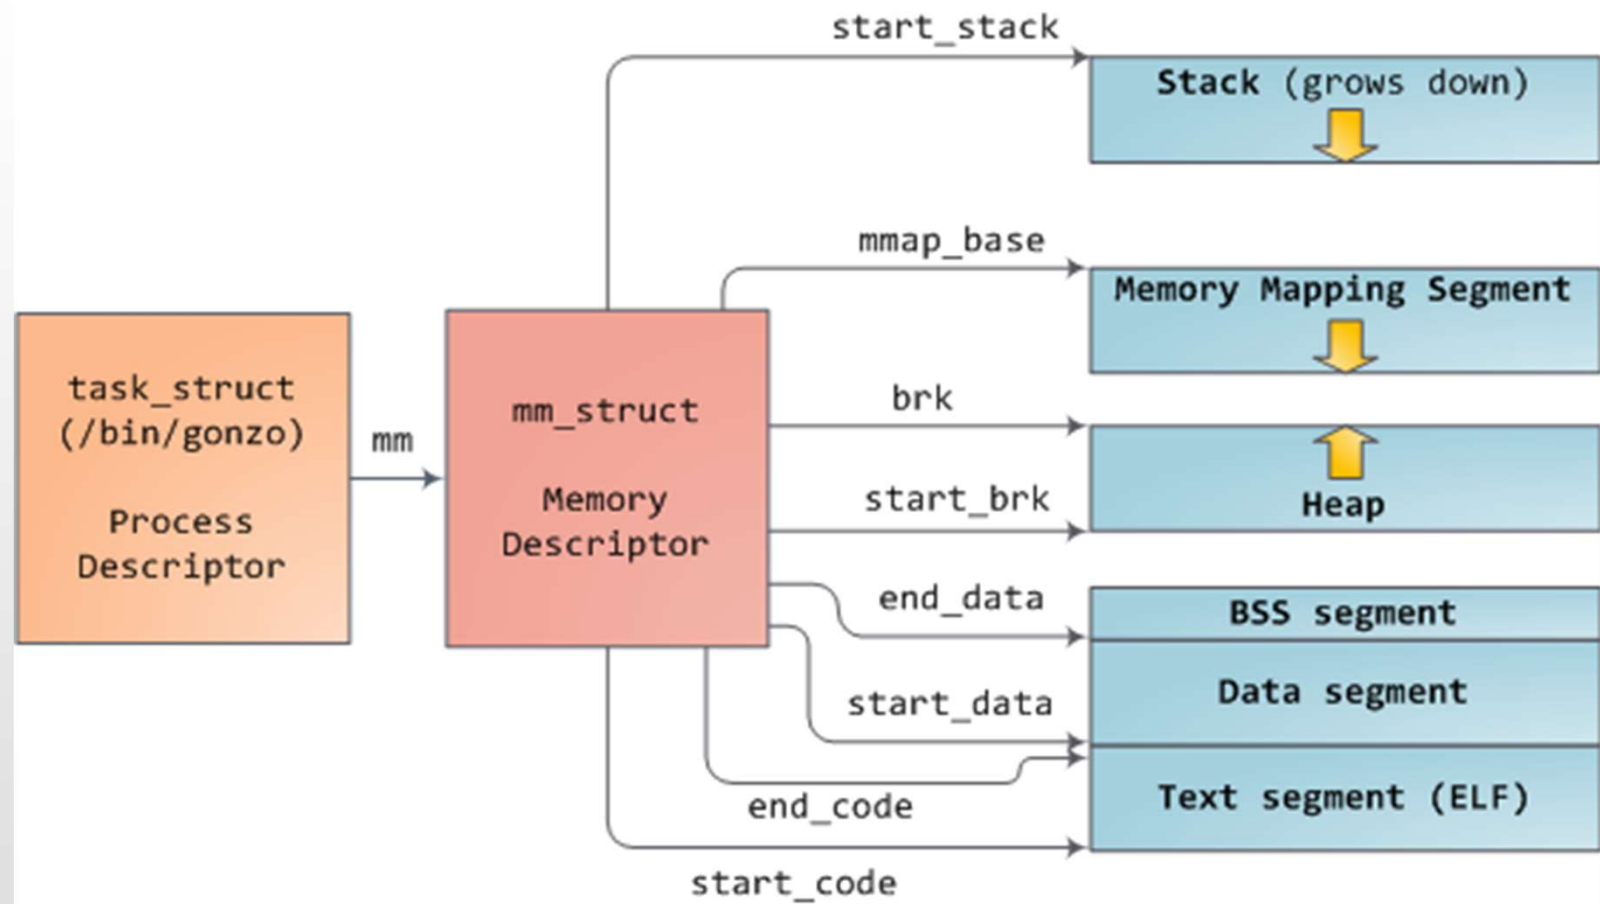 start_stack
Stack (grows down)
mmap_base
Memory Mapping Segment
task_struct
(/bin/gonzo)
Process
Descriptor
mm
mm_struct
Memory
Descriptor
brk
start_brk
Heap
end_data
BSS segment
start_data
Data segment
end_code
Text segment (ELF)
start_code